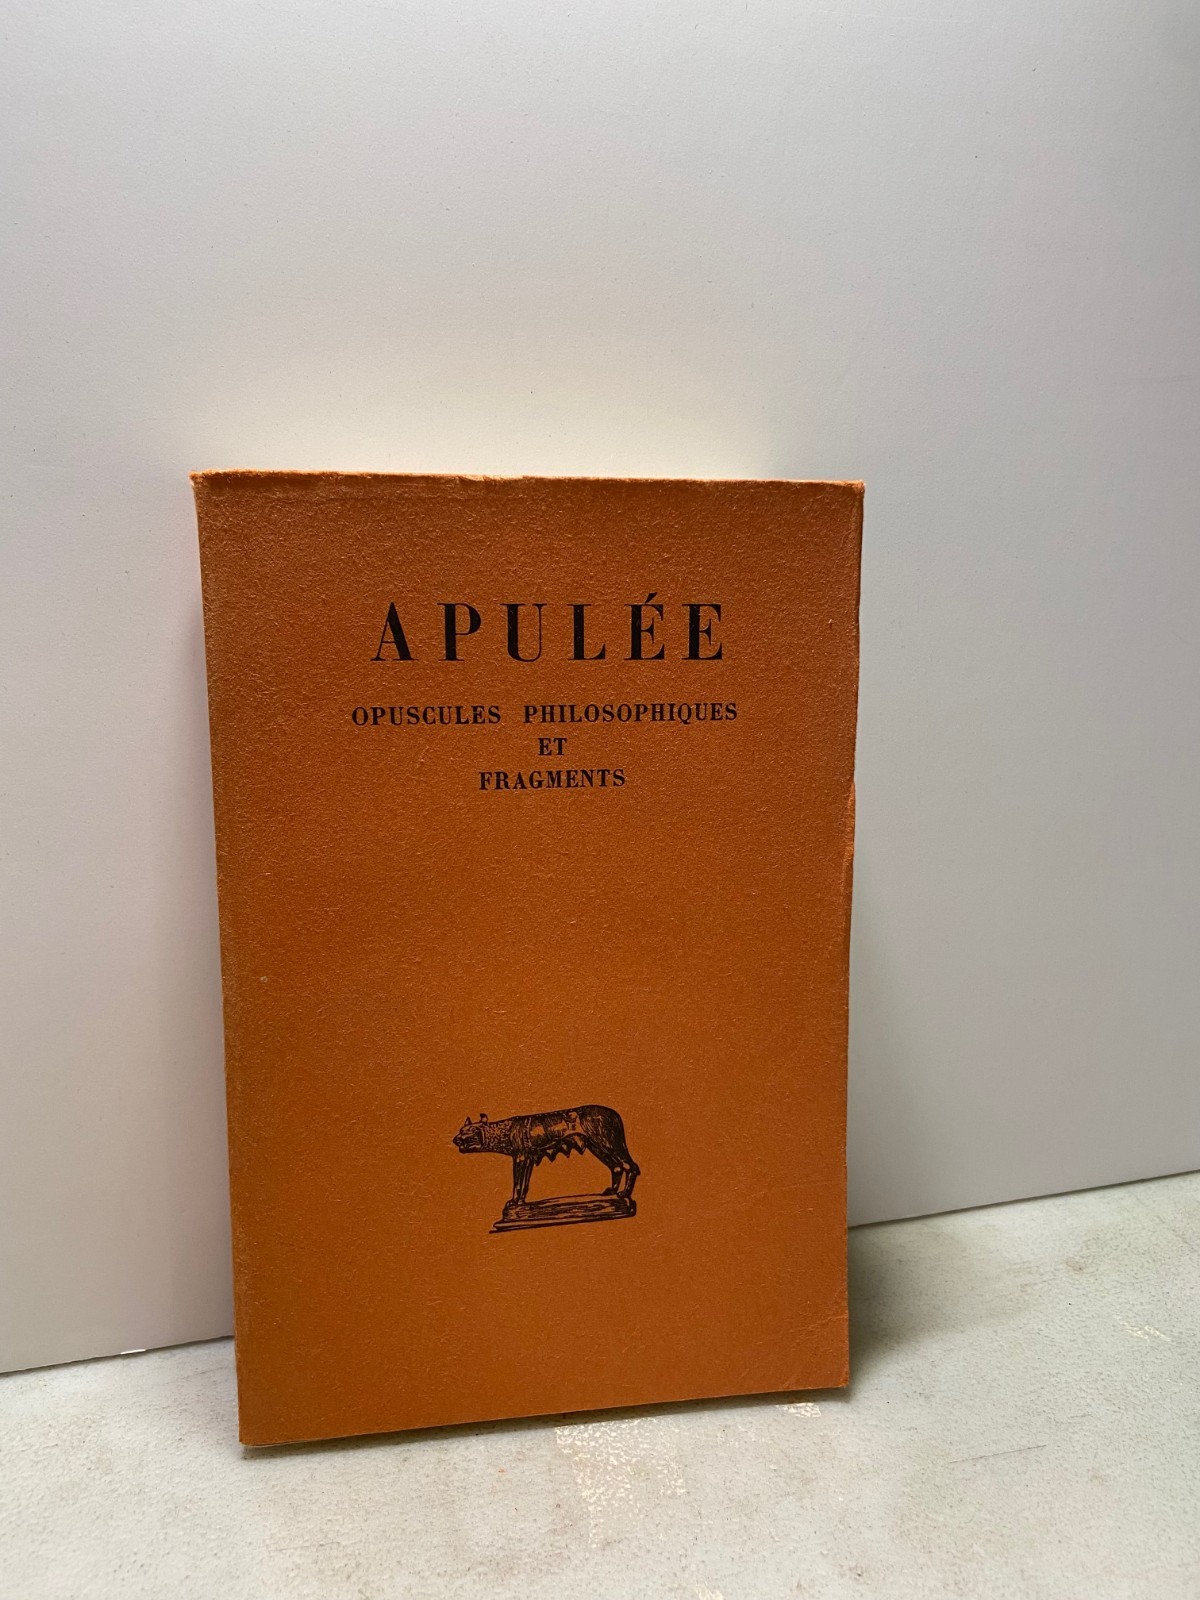 APULÉE
OPUSCULES PHILOSOPHIQUES
ET
FRAGMENTS